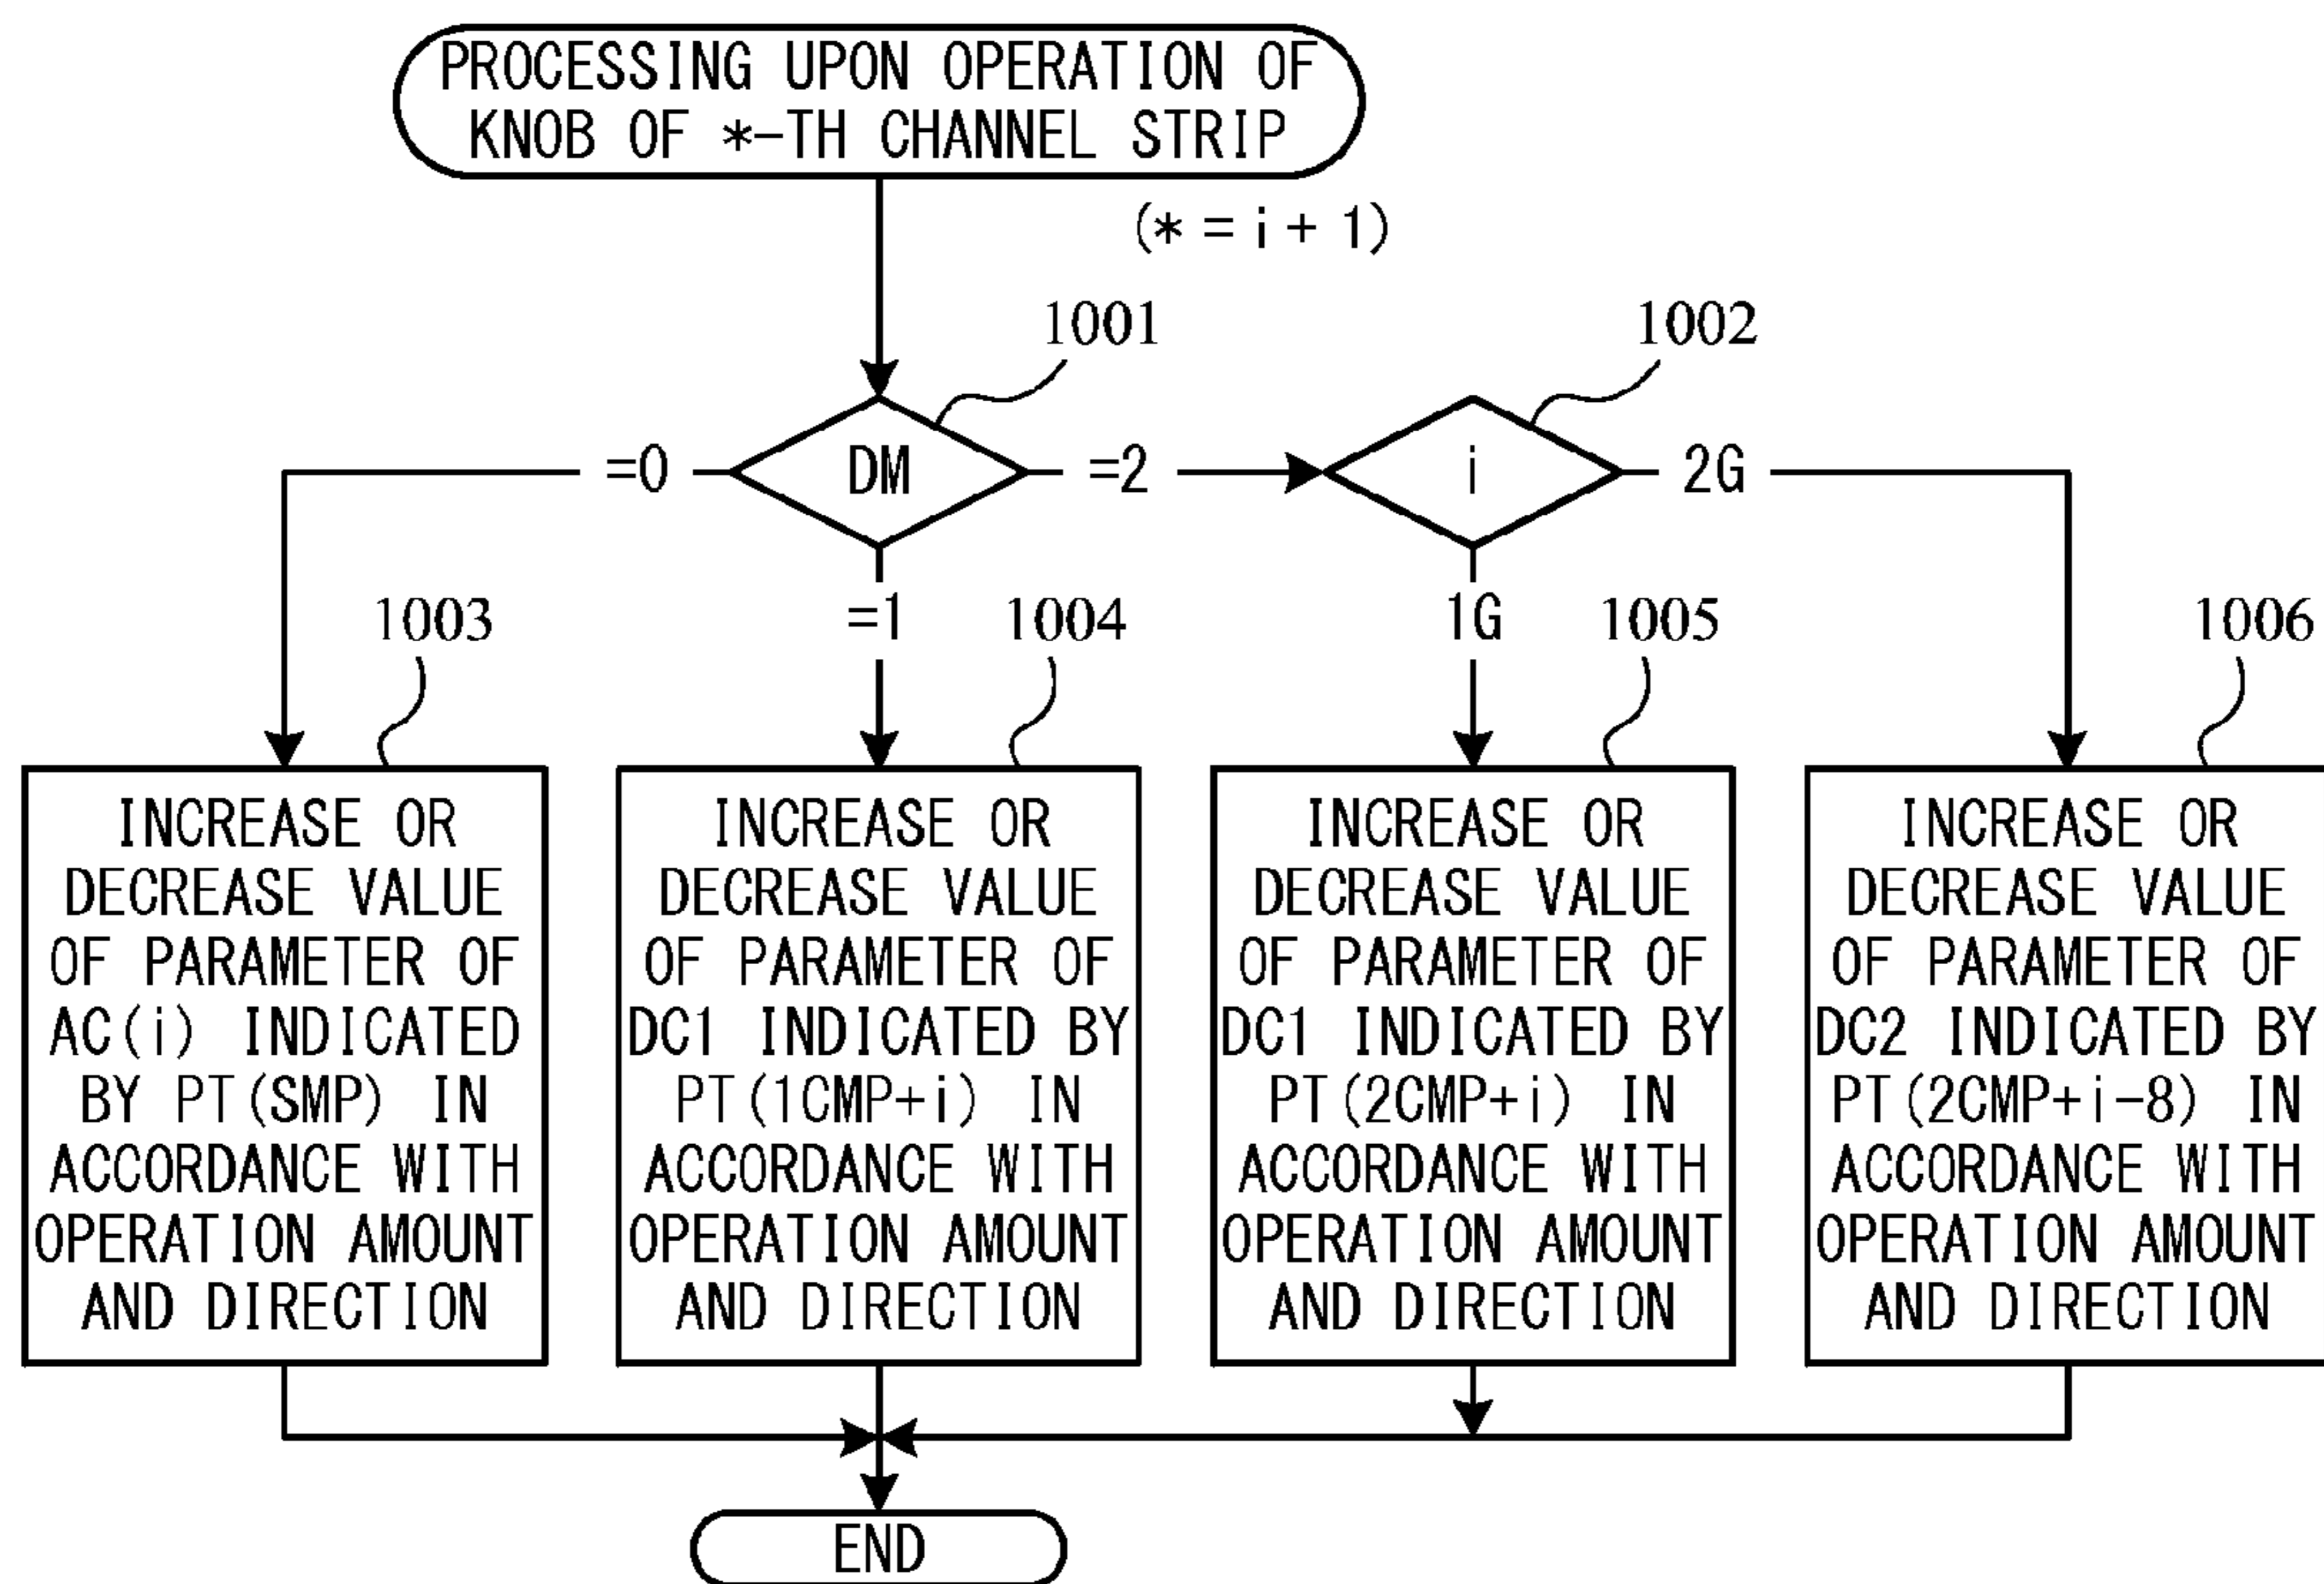 PROCESSING UPON OPERATION OF
KNOB OF *-TH CHANNEL STRIP
(* = i + 1)
1001
1002
=0
DM
=2
i
2G
1003
=1
1004
1G
1005
1006
INCREASE OR
DECREASE VALUE
OF PARAMETER OF
AC(i) INDICATED
BY PT(SMP) IN
ACCORDANCE WITH
OPERATION AMOUNT
AND DIRECTION
INCREASE OR
DECREASE VALUE
OF PARAMETER OF
DC1 INDICATED BY
PT(1CMP+i) IN
ACCORDANCE WITH
OPERATION AMOUNT
AND DIRECTION
INCREASE OR
DECREASE VALUE
OF PARAMETER OF
DC1 INDICATED BY
PT(2CMP+i) IN
ACCORDANCE WITH
OPERATION AMOUNT
AND DIRECTION
INCREASE OR
DECREASE VALUE
OF PARAMETER OF
DC2 INDICATED BY
PT(2CMP+i-8) IN
ACCORDANCE WITH
OPERATION AMOUNT
AND DIRECTION
END